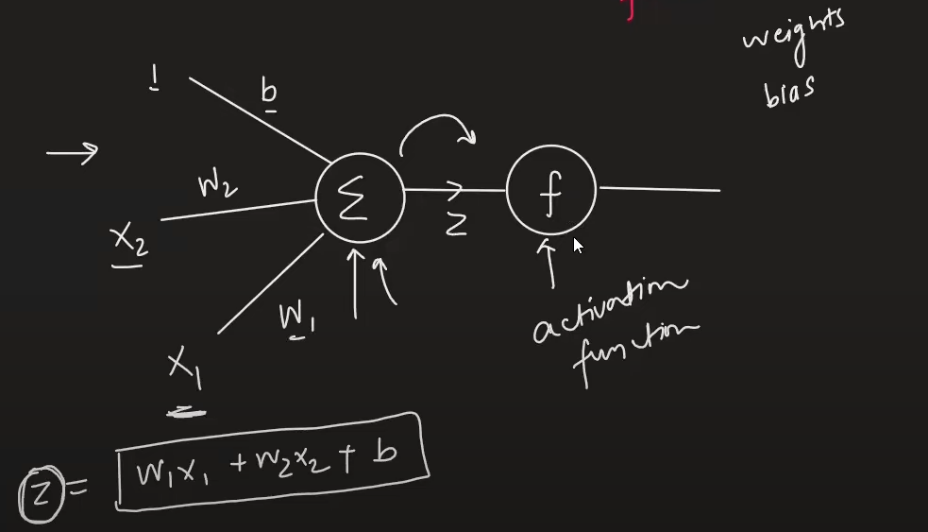 weights
bias
1
b
W₂
X₂
Σ
Z
f
W₁
X₁
activation
function
Z = W₁X₁ + W₂X₂ + b